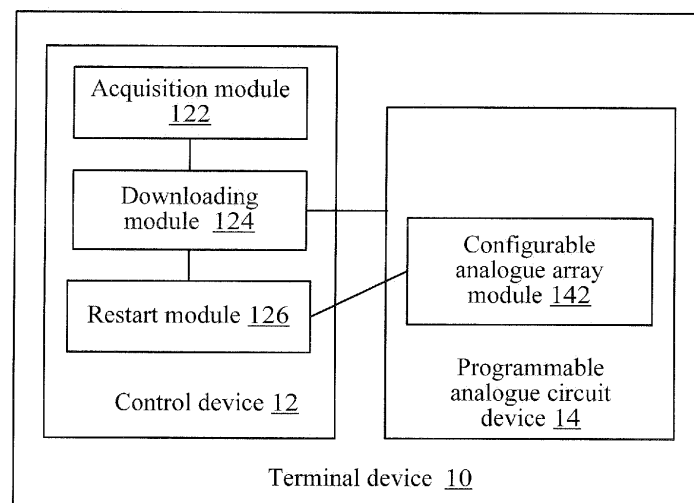 Acquisition module
122
Downloading
module 124
Restart module 126
Control device 12
Configurable
analogue array
module 142
Programmable
analogue circuit
device 14
Terminal device 10